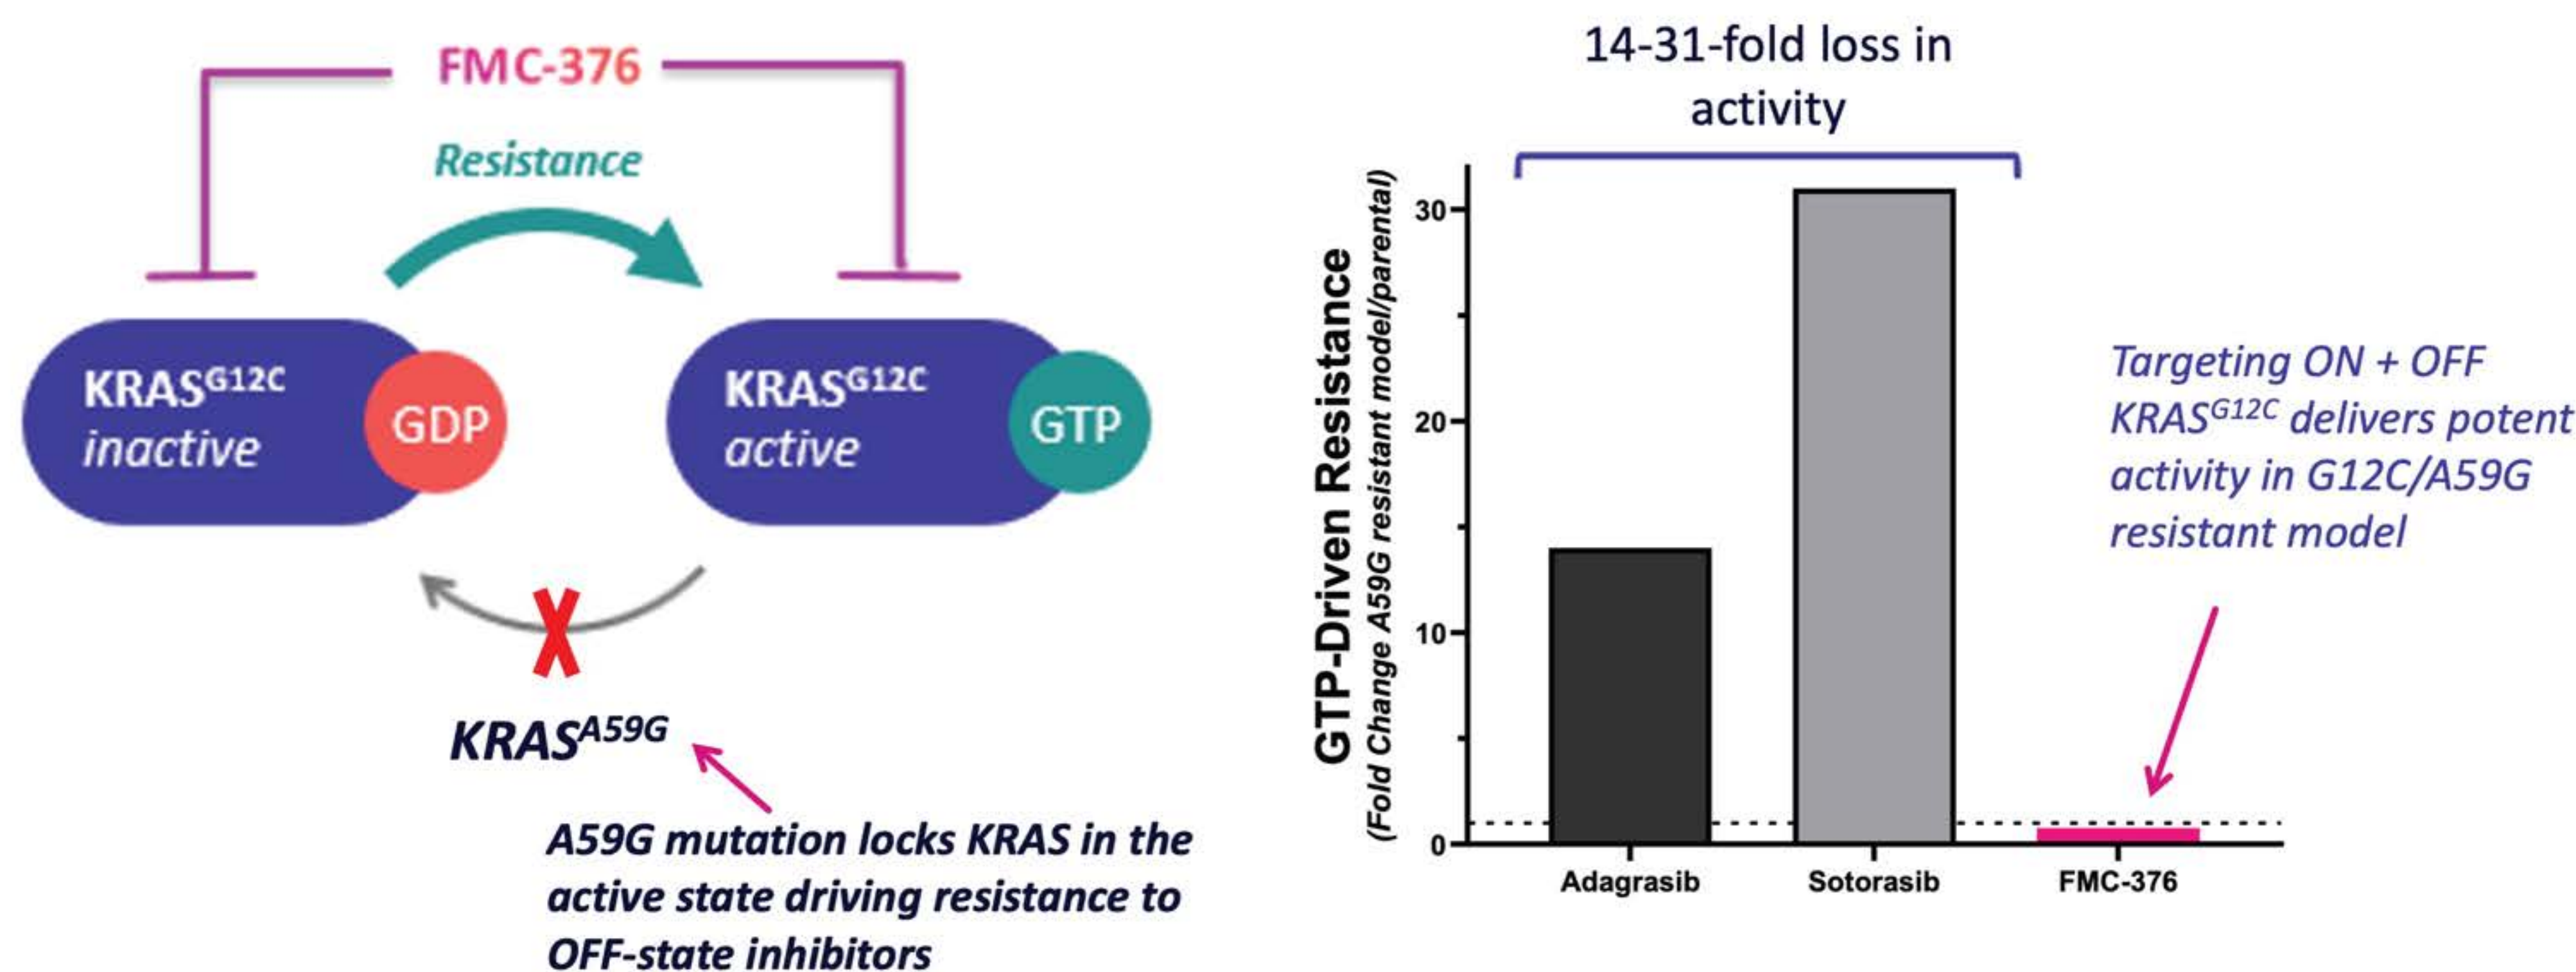 FMC-376
Resistance
KRASG12C
inactive
GDP
KRASG12C
active
GTP
KRASA59G
A59G mutation locks KRAS in the
active state driving resistance to
OFF-state inhibitors
14-31-fold loss in
activity
GTP-Driven Resistance
(Fold Change A59G resistant model/parental)
30
20
10
0
Adagrasib
Sotorasib
FMC-376
Targeting ON + OFF
KRASG12C delivers potent
activity in G12C/A59G
resistant model